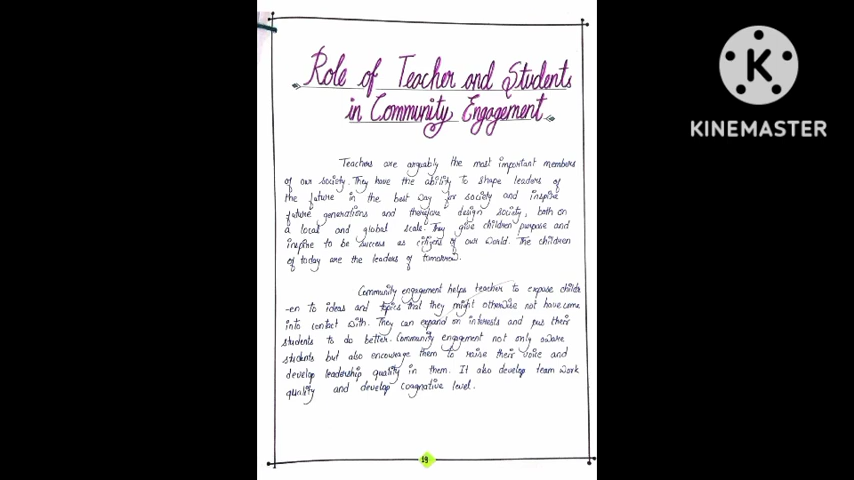 Role of Teacher and Students
in Community Engagement
Teachers are arguably the most important members
of our society. They have the ability to shape leaders of
the future in the best way for society and inspire
future generations and therefore design society, both on
a local and global scale. They give children purpose and
inspire to be success as citizens of our world. The children
of today are the leaders of tomorrow.
Community engagement helps teacher to expose childr
-en to ideas and topics that they might otherwise not have come
into contact with. They can expand on interests and pus their
students to do better. Community engagement not only aware
students but also encourage them to raise their voice and
develop leadership quality in them. It also develop team work
quality and develop coagnative level.
19
K
KINEMASTER